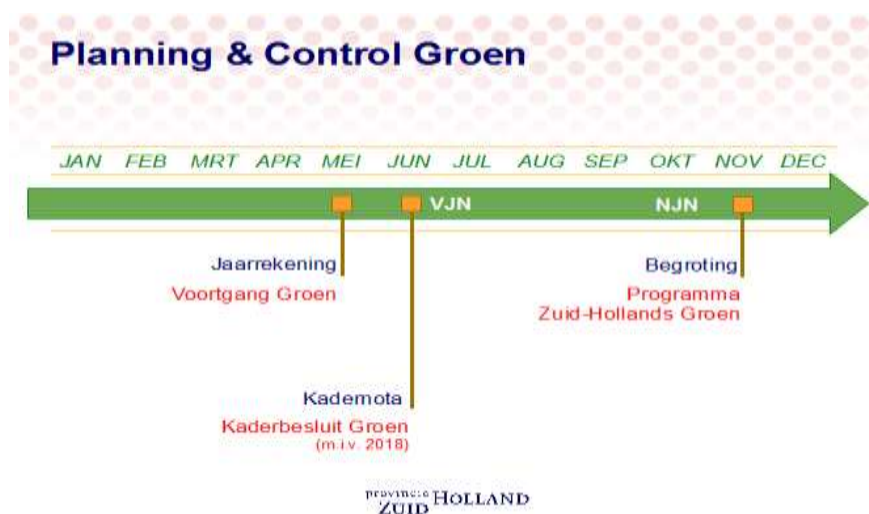 Planning & Control Groen
JAN FEB MRT APR MEI JUN JUL AUG SEP OKT NOV DEC
VJN NJN
Jaarrekening
Voortgang Groen
Begroting
Programma
Zuid-Hollands Groen
Kadernota
Kaderbesluit Groen
(m.i.v. 2018)
provincie HOLLAND
ZUID